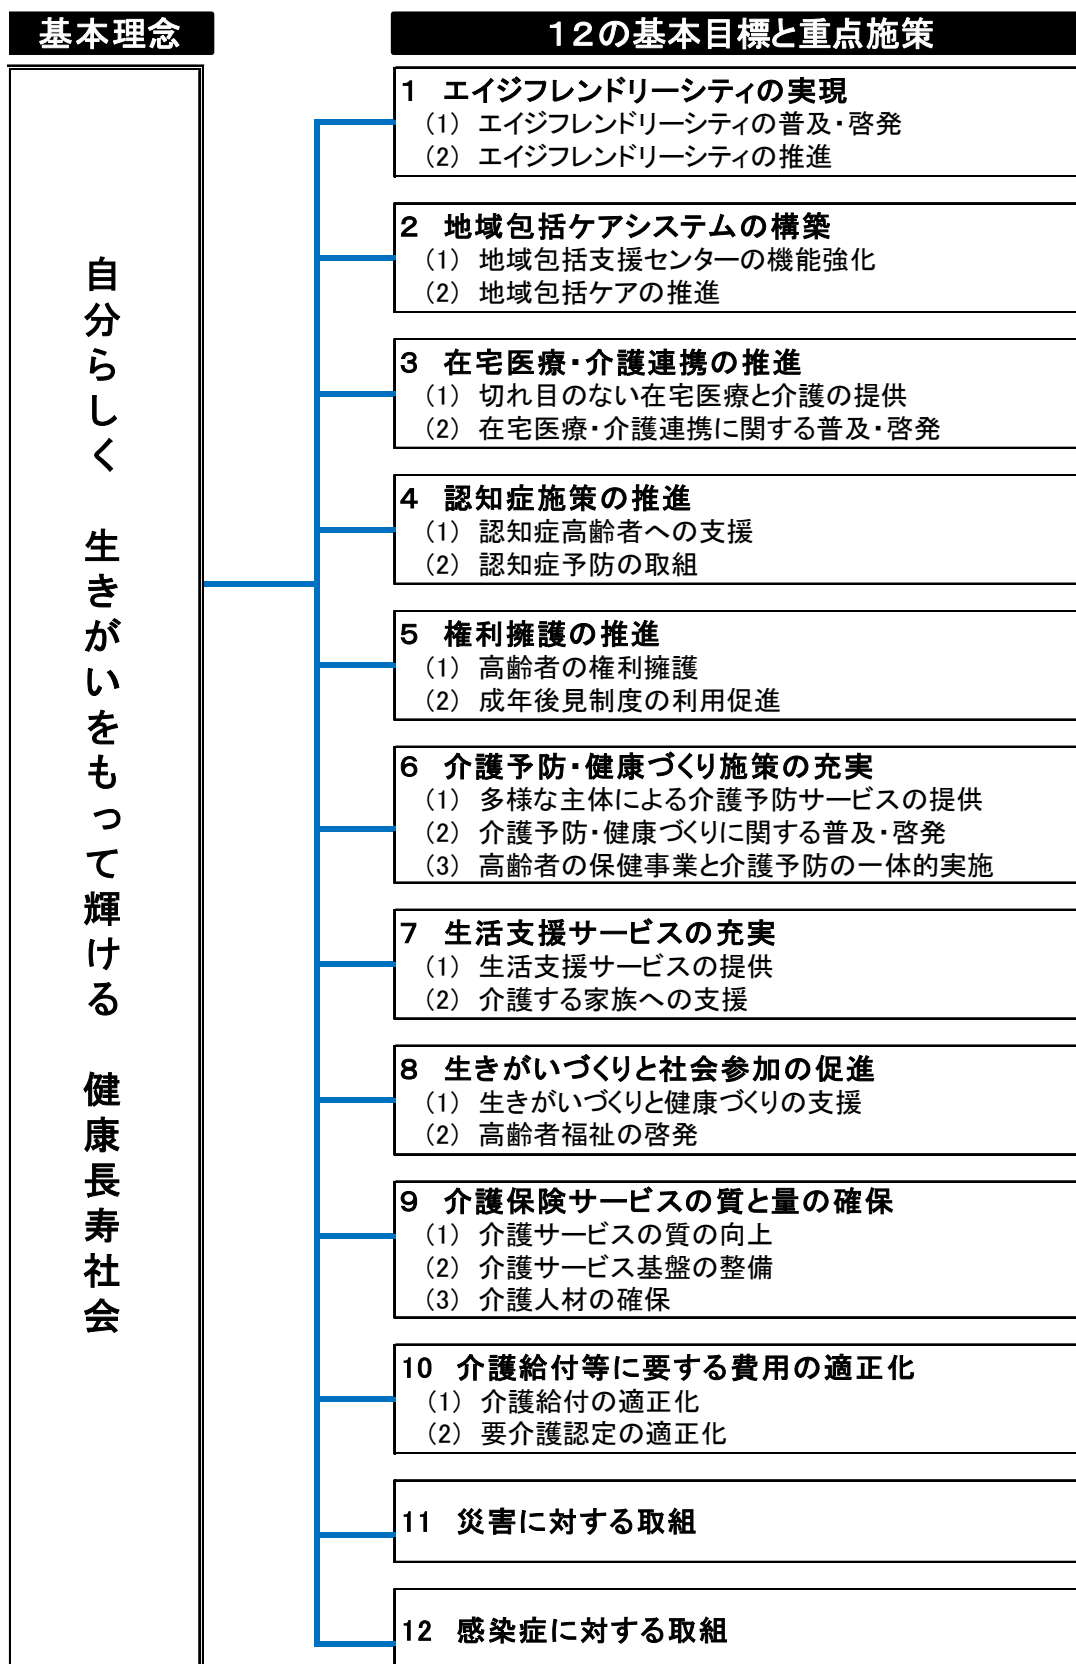 基本理念
12の基本目標と重点施策
自分らしく　生きがいをもって輝ける　健康長寿社会
1　エイジフレンドリーシティの実現
(1)　エイジフレンドリーシティの普及・啓発
(2)　エイジフレンドリーシティの推進
2　地域包括ケアシステムの構築
(1)　地域包括支援センターの機能強化
(2)　地域包括ケアの推進
3　在宅医療・介護連携の推進
(1)　切れ目のない在宅医療と介護の提供
(2)　在宅医療・介護連携に関する普及・啓発
4　認知症施策の推進
(1)　認知症高齢者への支援
(2)　認知症予防の取組
5　権利擁護の推進
(1)　高齢者の権利擁護
(2)　成年後見制度の利用促進
6　介護予防・健康づくり施策の充実
(1)　多様な主体による介護予防サービスの提供
(2)　介護予防・健康づくりに関する普及・啓発
(3)　高齢者の保健事業と介護予防の一体的実施
7　生活支援サービスの充実
(1)　生活支援サービスの提供
(2)　介護する家族への支援
8　生きがいづくりと社会参加の促進
(1)　生きがいづくりと健康づくりの支援
(2)　高齢者福祉の啓発
9　介護保険サービスの質と量の確保
(1)　介護サービスの質の向上
(2)　介護サービス基盤の整備
(3)　介護人材の確保
10　介護給付等に要する費用の適正化
(1)　介護給付の適正化
(2)　要介護認定の適正化
11　災害に対する取組
12　感染症に対する取組